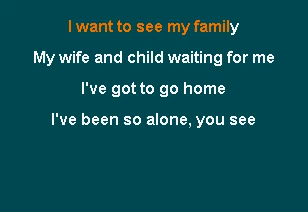 I want to see my family
My wife and child waiting for me
I've got to go home
I've been so alone, you see